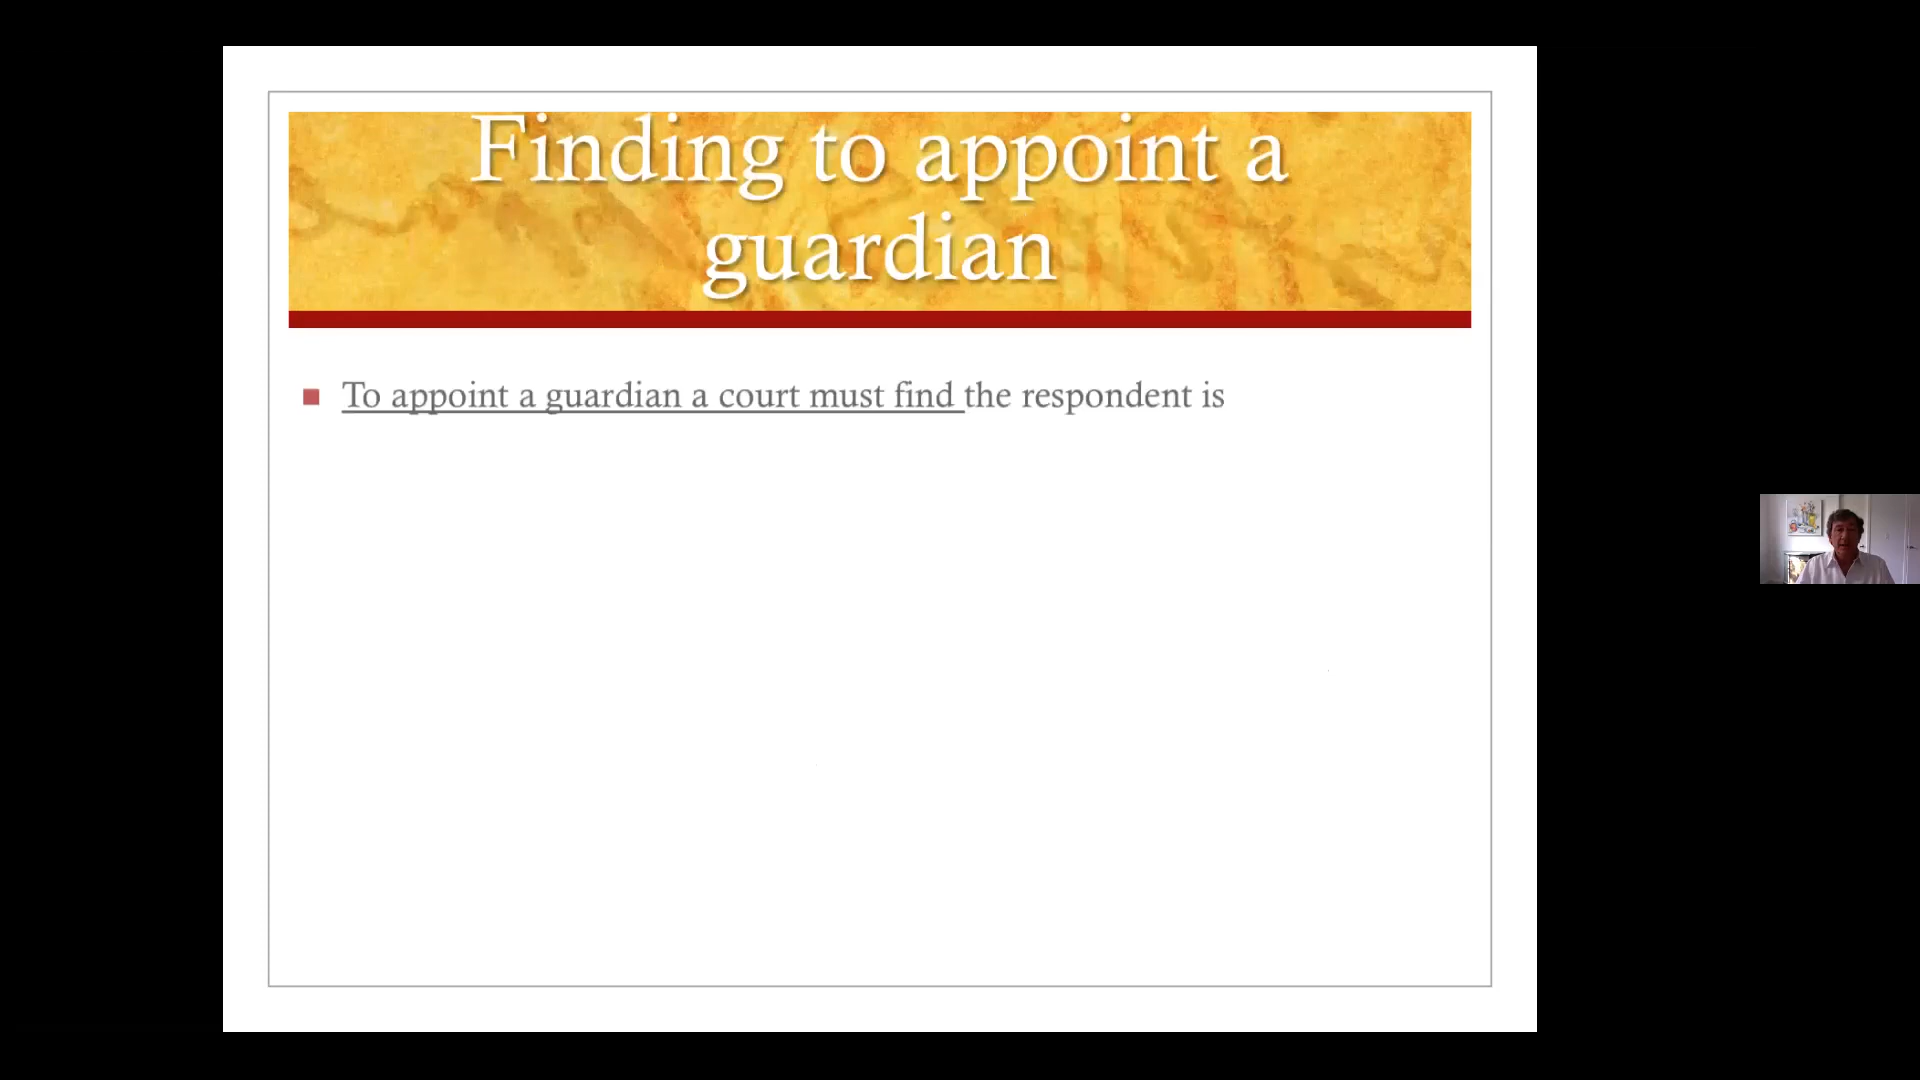 Finding to appoint a
guardian
To appoint a guardian a court must find the respondent is